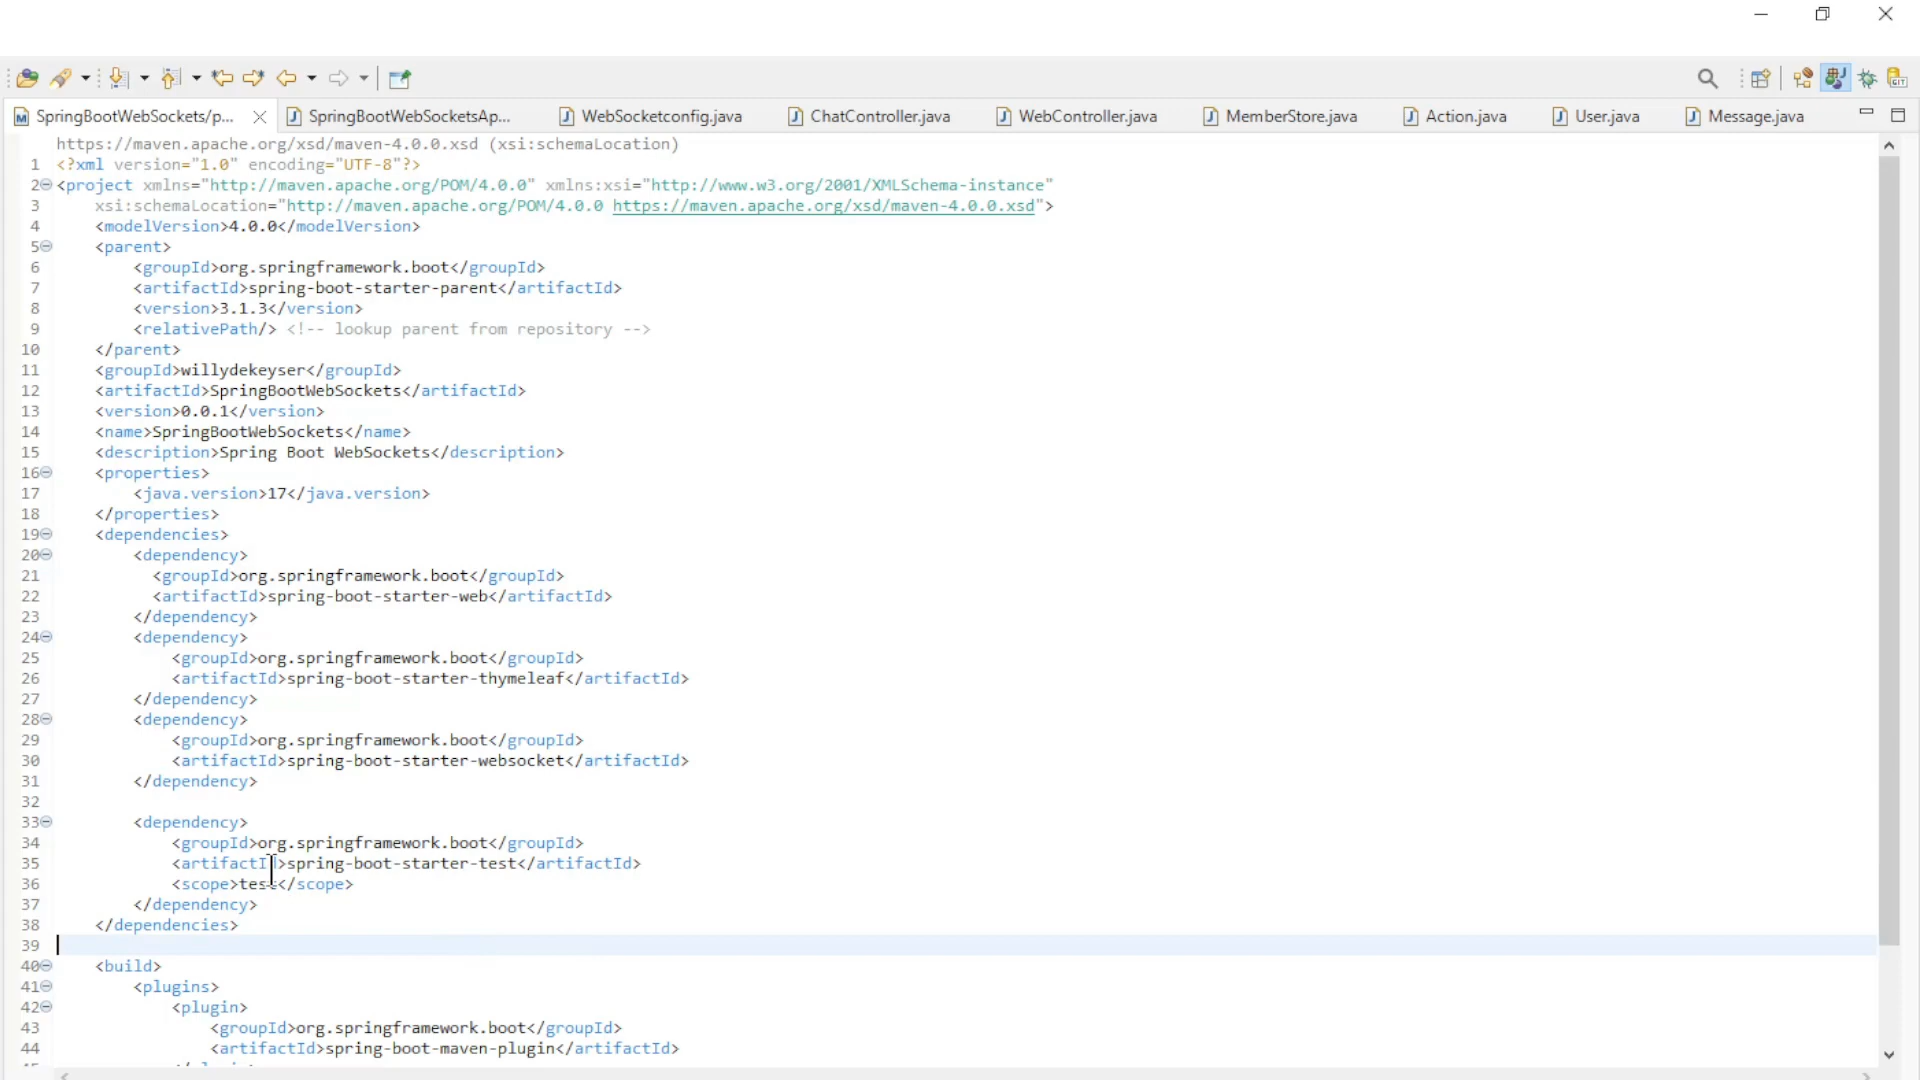 SpringBootWebSockets/p...
SpringBootWebSocketsAp...
WebSocketconfig.java
ChatController.java
WebController.java
MemberStore.java
Action.java
User.java
Message.java
https://maven.apache.org/xsd/maven-4.0.0.xsd (xsi:schemaLocation)
1 <?xml version="1.0" encoding="UTF-8"?>
2 <project xmlns="http://maven.apache.org/POM/4.0.0" xmlns:xsi="http://www.w3.org/2001/XMLSchema-instance"
3 xsi:schemaLocation="http://maven.apache.org/POM/4.0.0 https://maven.apache.org/xsd/maven-4.0.0.xsd">
4 <modelVersion>4.0.0</modelVersion>
5 <parent>
6 <groupId>org.springframework.boot</groupId>
7 <artifactId>spring-boot-starter-parent</artifactId>
8 <version>3.1.3</version>
9 <relativePath/> <!-- lookup parent from repository -->
10 </parent>
11 <groupId>willydekeyser</groupId>
12 <artifactId>SpringBootWebSockets</artifactId>
13 <version>0.0.1</version>
14 <name>SpringBootWebSockets</name>
15 <description>Spring Boot WebSockets</description>
16 <properties>
17 <java.version>17</java.version>
18 </properties>
19 <dependencies>
20 <dependency>
21 <groupId>org.springframework.boot</groupId>
22 <artifactId>spring-boot-starter-web</artifactId>
23 </dependency>
24 <dependency>
25 <groupId>org.springframework.boot</groupId>
26 <artifactId>spring-boot-starter-thymeleaf</artifactId>
27 </dependency>
28 <dependency>
29 <groupId>org.springframework.boot</groupId>
30 <artifactId>spring-boot-starter-websocket</artifactId>
31 </dependency>
32
33 <dependency>
34 <groupId>org.springframework.boot</groupId>
35 <artifactId>spring-boot-starter-test</artifactId>
36 <scope>test</scope>
37 </dependency>
38 </dependencies>
39
40 <build>
41 <plugins>
42 <plugin>
43 <groupId>org.springframework.boot</groupId>
44 <artifactId>spring-boot-maven-plugin</artifactId>